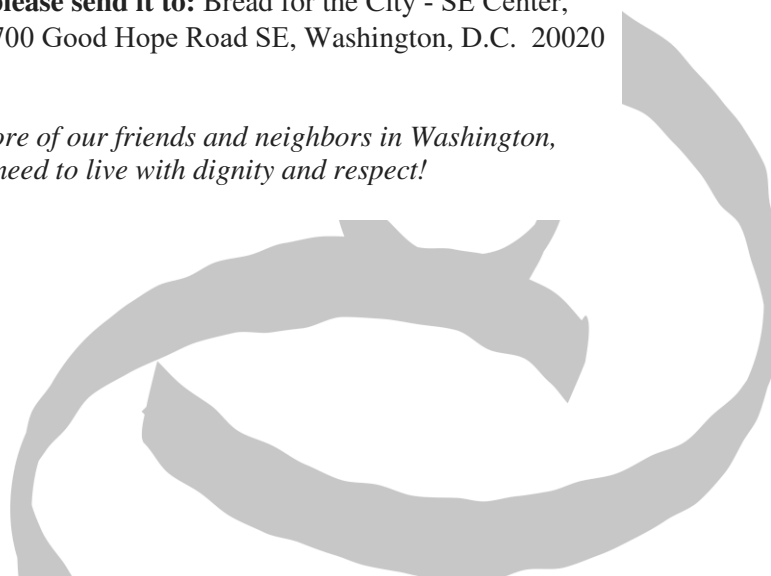 please send it to: Bread for the City - SE Center,
700 Good Hope Road SE, Washington, D.C.  20020
ore of our friends and neighbors in Washington,
need to live with dignity and respect!